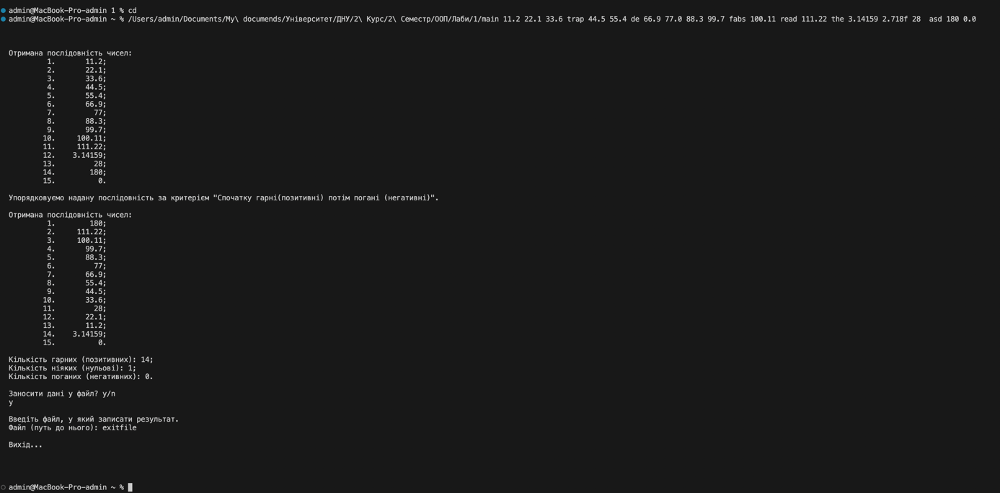 admin@MacBook-Pro-admin 1 % cd
admin@MacBook-Pro-admin ~ % /Users/admin/Documents/My\ documends/Університет/ДНУ/2\ Курс/2\ Семестр/ООП/Лаби/1/main 11.2 22.1 33.6 trap 44.5 55.4 de 66.9 77.0 88.3 99.7 fabs 100.11 read 111.22 the 3.14159 2.718f 28  asd 180 0.0
Отримана послідовність чисел:
1. 11.2;
2. 22.1;
3. 33.6;
4. 44.5;
5. 55.4;
6. 66.9;
7. 77;
8. 88.3;
9. 99.7;
10. 100.11;
11. 111.22;
12. 3.14159;
13. 28;
14. 180;
15. 0.
Упорядковуємо надану послідовність за критерієм "Спочатку гарні(позитивні) потім погані (негативні)".
Отримана послідовність чисел:
1. 180;
2. 111.22;
3. 100.11;
4. 99.7;
5. 88.3;
6. 77;
7. 66.9;
8. 55.4;
9. 44.5;
10. 33.6;
11. 28;
12. 22.1;
13. 11.2;
14. 3.14159;
15. 0.
Кількість гарних (позитивних): 14;
Кількість ніяких (нульові): 1;
Кількість поганих (негативних): 0.
Заносити дані у файл? y/n
y
Введіть файл, у який записати результат.
Файл (путь до нього): exitfile
Вихід...
admin@MacBook-Pro-admin ~ %